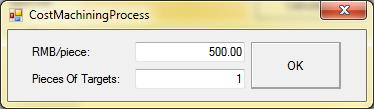 CostMachiningProcess
RMB/piece: 500.00
Pieces Of Targets: 1
OK